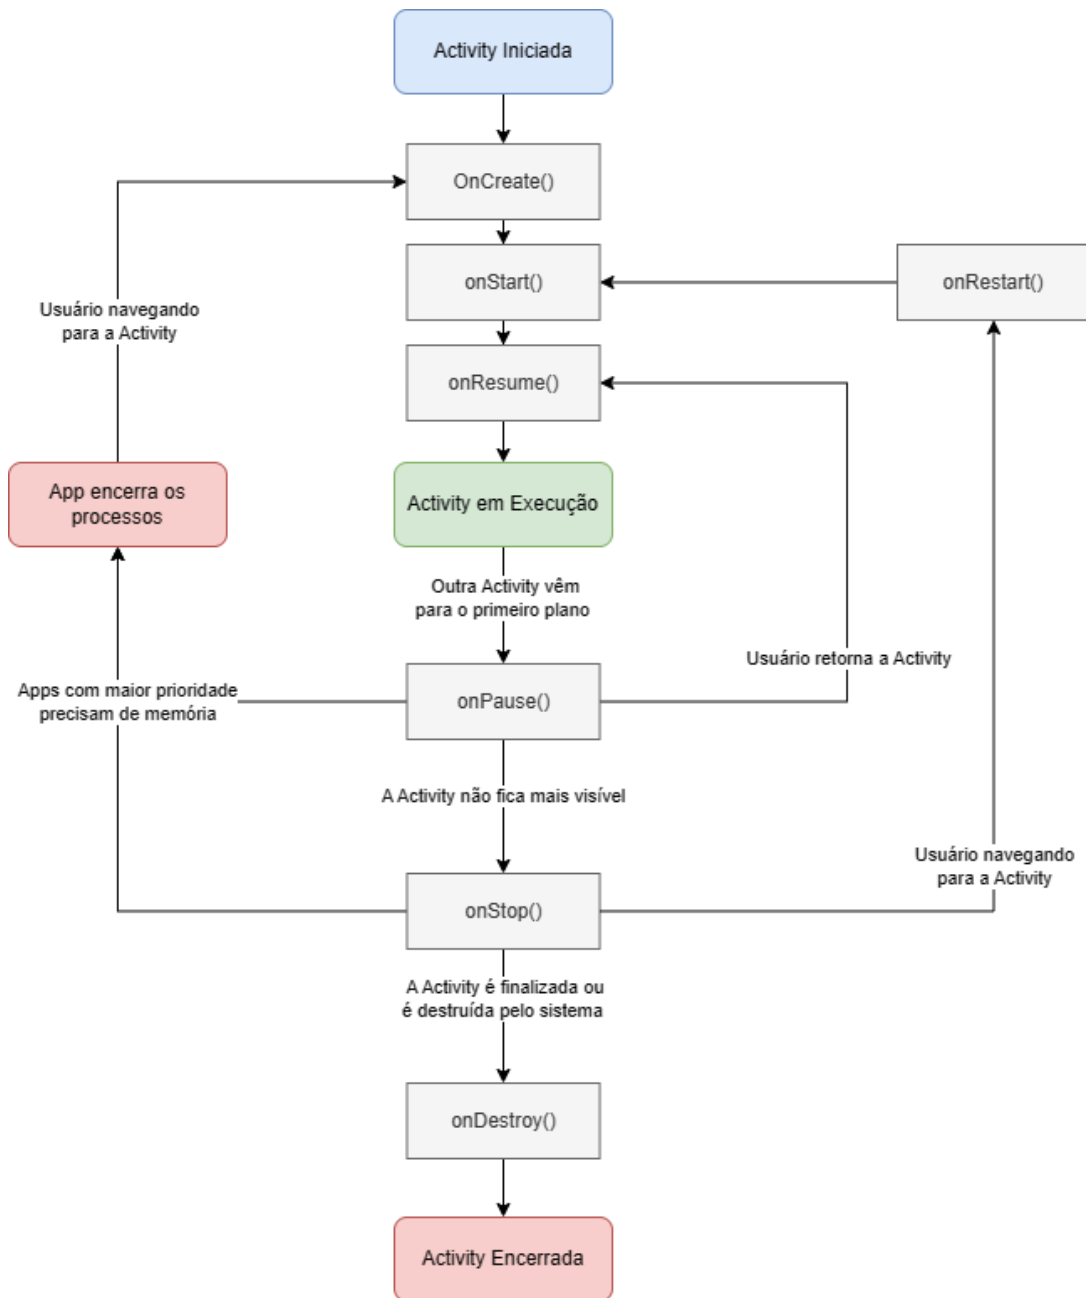 Activity Iniciada
OnCreate()
onStart()
onRestart()
Usuário navegando
para a Activity
onResume()
App encerra os
processos
Activity em Execução
Outra Activity vêm
para o primeiro plano
Usuário retorna a Activity
Apps com maior prioridade
precisam de memória
onPause()
A Activity não fica mais visível
Usuário navegando
para a Activity
onStop()
A Activity é finalizada ou
é destruída pelo sistema
onDestroy()
Activity Encerrada